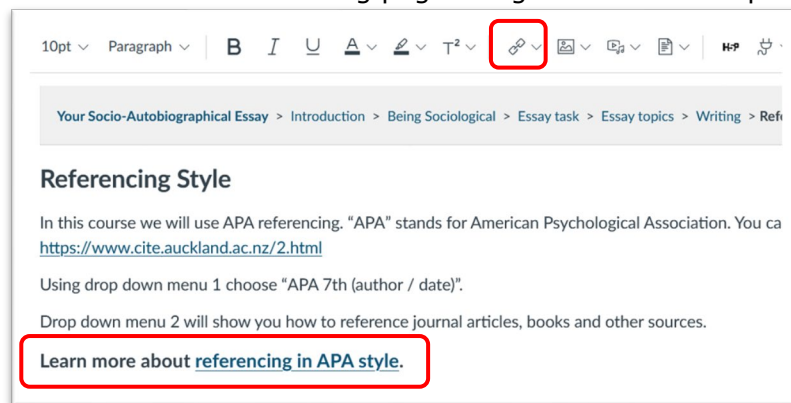 10pt Paragraph B I U A T² H-P
Your Socio-Autobiographical Essay > Introduction > Being Sociological > Essay task > Essay topics > Writing >
Referencing Style
In this course we will use APA referencing. “APA” stands for American Psychological Association. You ca
https://www.cite.auckland.ac.nz/2.html
Using drop down menu 1 choose “APA 7th (author / date)”.
Drop down menu 2 will show you how to reference journal articles, books and other sources.
Learn more about referencing in APA style.